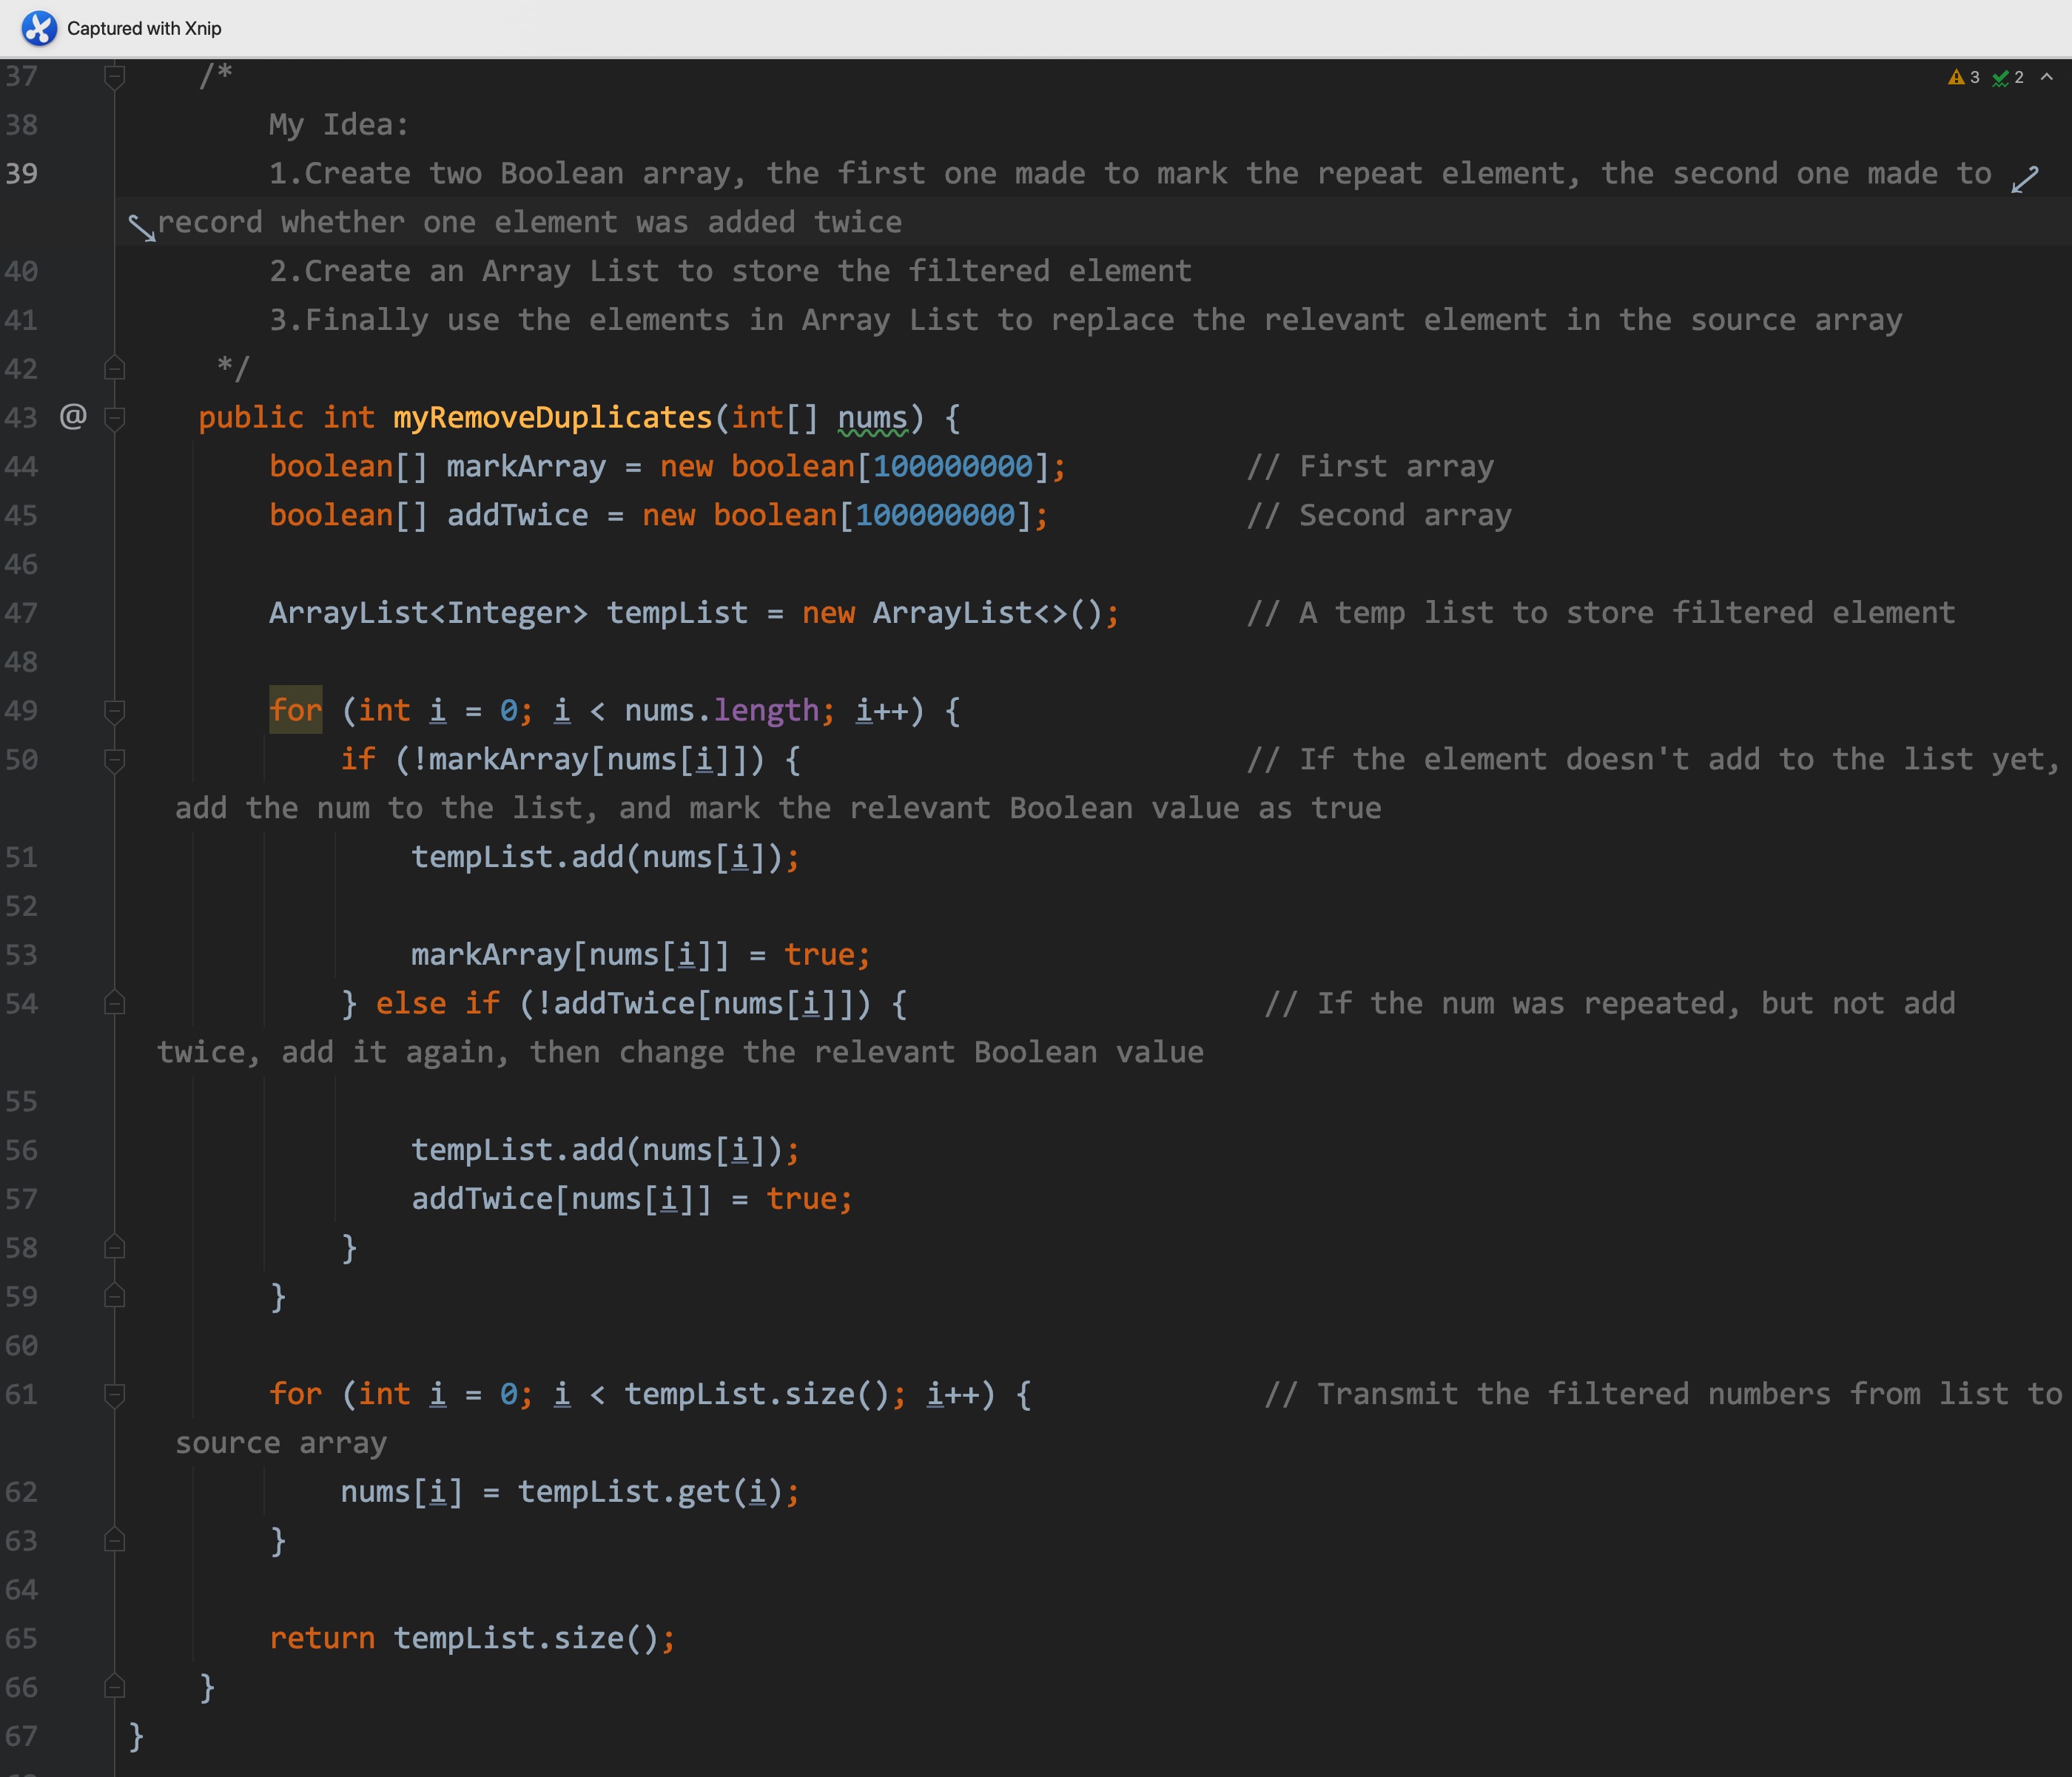 Captured with Xnip
37 /*
3 2
38 My Idea:
39 1.Create two Boolean array, the first one made to mark the repeat element, the second one made to
record whether one element was added twice
40 2.Create an Array List to store the filtered element
41 3.Finally use the elements in Array List to replace the relevant element in the source array
42 */
43 @ public int myRemoveDuplicates(int[] nums) {
44 boolean[] markArray = new boolean[100000000]; // First array
45 boolean[] addTwice = new boolean[100000000]; // Second array
46
47 ArrayList<Integer> tempList = new ArrayList<>(); // A temp list to store filtered element
48
49 for (int i = 0; i < nums.length; i++) {
50 if (!markArray[nums[i]]) { // If the element doesn't add to the list yet,
add the num to the list, and mark the relevant Boolean value as true
51 tempList.add(nums[i]);
52
53 markArray[nums[i]] = true;
54 } else if (!addTwice[nums[i]]) { // If the num was repeated, but not add
twice, add it again, then change the relevant Boolean value
55
56 tempList.add(nums[i]);
57 addTwice[nums[i]] = true;
58 }
59 }
60
61 for (int i = 0; i < tempList.size(); i++) { // Transmit the filtered numbers from list to
source array
62 nums[i] = tempList.get(i);
63 }
64
65 return tempList.size();
66 }
67 }